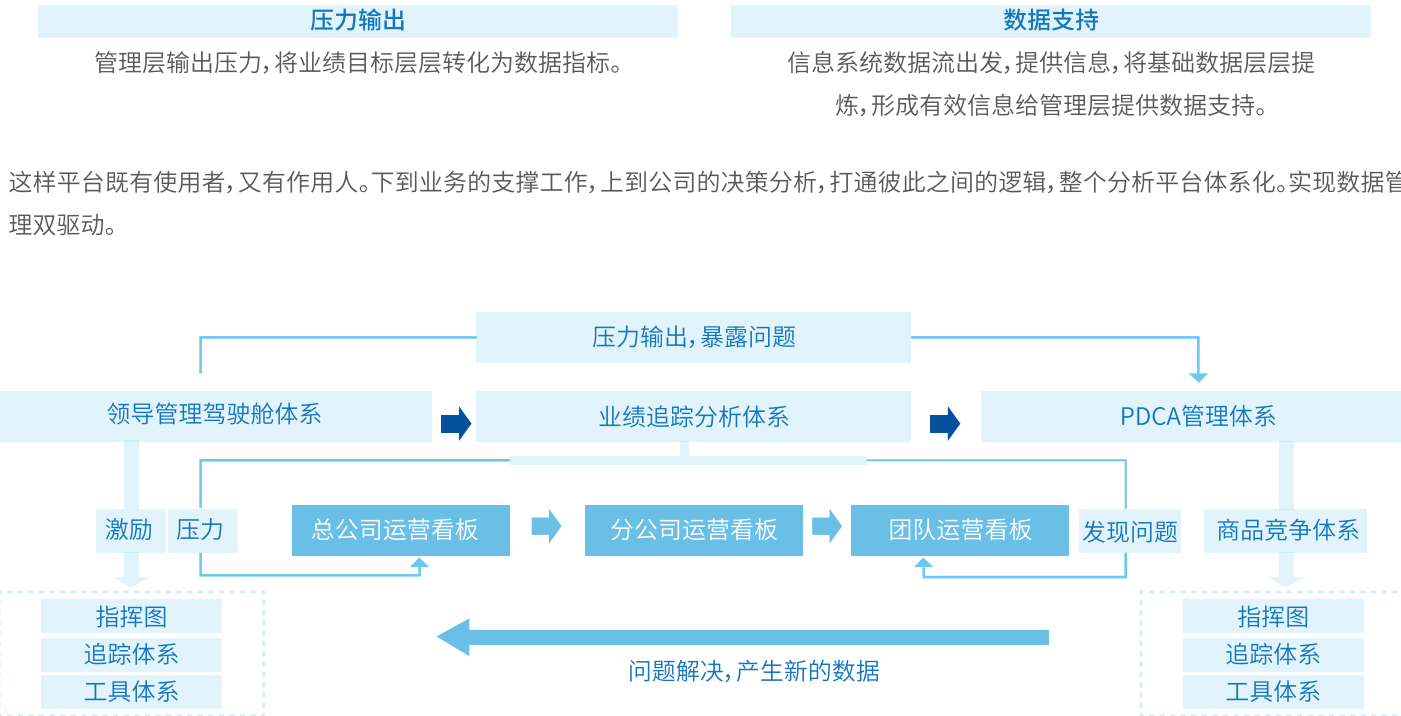 压力输出
数据支持
管理层输出压力，将业绩目标层层转化为数据指标。
信息系统数据流出发，提供信息，将基础数据层层提
炼，形成有效信息给管理层提供数据支持。
这样平台既有使用者，又有作用人。下到业务的支撑工作，上到公司的决策分析，打通彼此之间的逻辑，整个分析平台体系化。实现数据管
理双驱动。
压力输出，暴露问题
领导管理驾驶舱体系
业绩追踪分析体系
PDCA管理体系
激励
压力
总公司运营看板
分公司运营看板
团队运营看板
发现问题
商品竞争体系
指挥图
追踪体系
工具体系
问题解决，产生新的数据
指挥图
追踪体系
工具体系